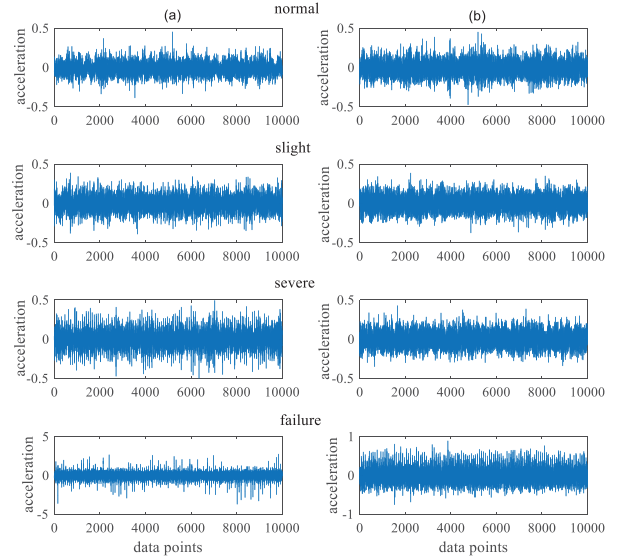 normal
(a) (b)
acceleration 0.5 0 -0.5 acceleration 0.5 0 -0.5
0 2000 4000 6000 8000 10000 0 2000 4000 6000 8000 10000
slight
acceleration 0.5 0 -0.5 acceleration 0.5 0 -0.5
0 2000 4000 6000 8000 10000 0 2000 4000 6000 8000 10000
severe
acceleration 0.5 0 -0.5 acceleration 0.5 0 -0.5
0 2000 4000 6000 8000 10000 0 2000 4000 6000 8000 10000
failure
acceleration 5 0 -5 acceleration 1 0 -1
0 2000 4000 6000 8000 10000 0 2000 4000 6000 8000 10000
data points data points